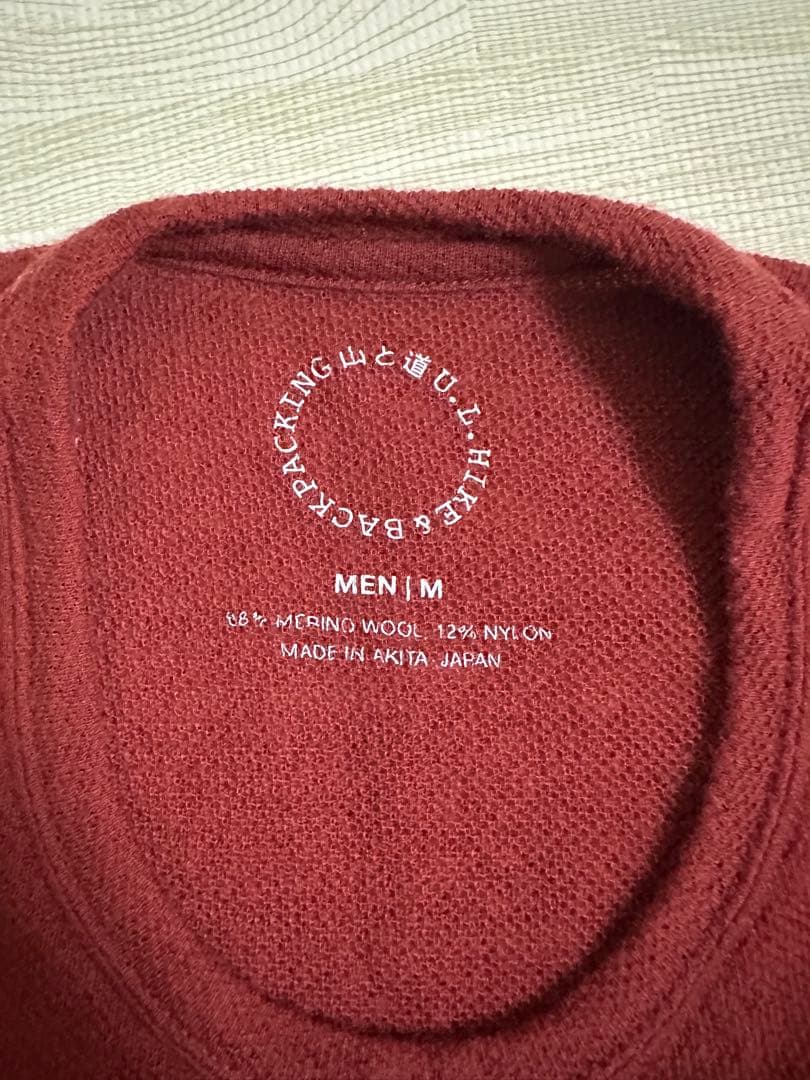 山と道 U.L. HIKE & BACKPACKING
MEN | M
88% MERINO WOOL, 12% NYLON
MADE IN AKITA JAPAN